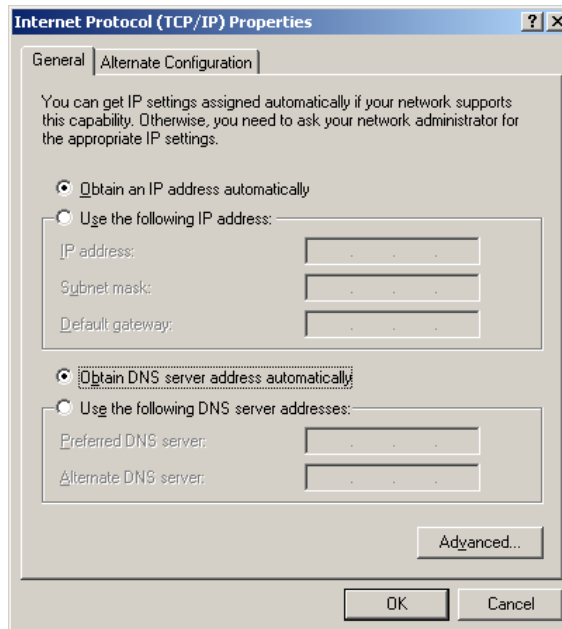 Internet Protocol (TCP/IP) Properties
General
Alternate Configuration
You can get IP settings assigned automatically if your network supports
this capability. Otherwise, you need to ask your network administrator for
the appropriate IP settings.
Obtain an IP address automatically
Use the following IP address:
IP address:
Subnet mask:
Default gateway:
Obtain DNS server address automatically
Use the following DNS server addresses:
Preferred DNS server:
Alternate DNS server:
Advanced...
OK
Cancel